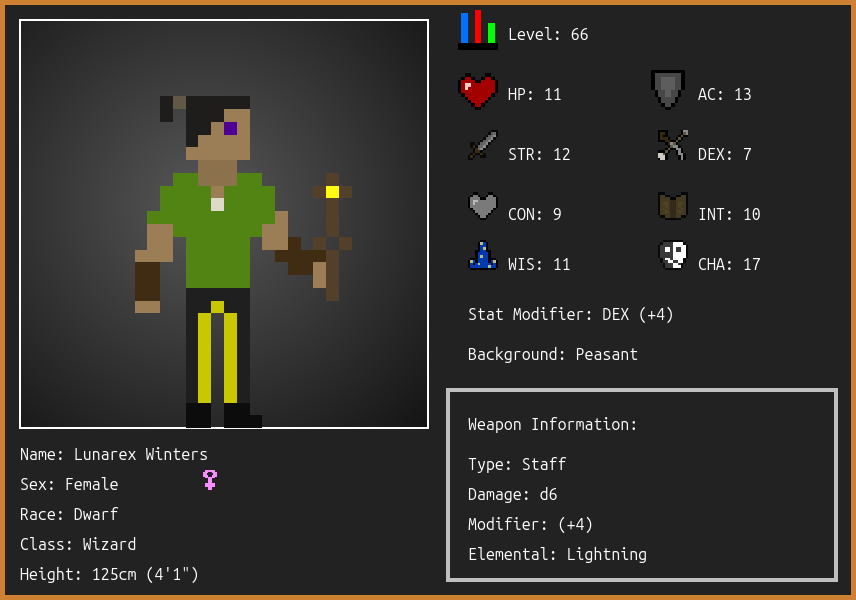 Level: 66
HP: 11
AC: 13
STR: 12
DEX: 7
CON: 9
INT: 10
WIS: 11
CHA: 17
Stat Modifier: DEX (+4)
Background: Peasant
Weapon Information:
Type: Staff
Damage: d6
Modifier: (+4)
Elemental: Lightning
Name: Lunarex Winters
Sex: Female
Race: Dwarf
Class: Wizard
Height: 125cm (4'1")